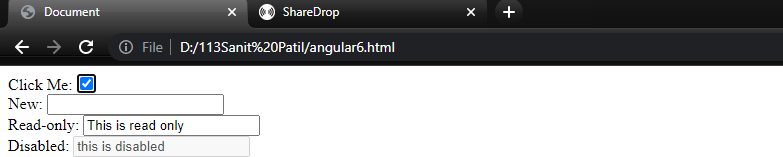 Document
ShareDrop
File
D:/113Sanit%20Patil/angular6.html
Click Me:
New:
Read-only: This is read only
Disabled: this is disabled